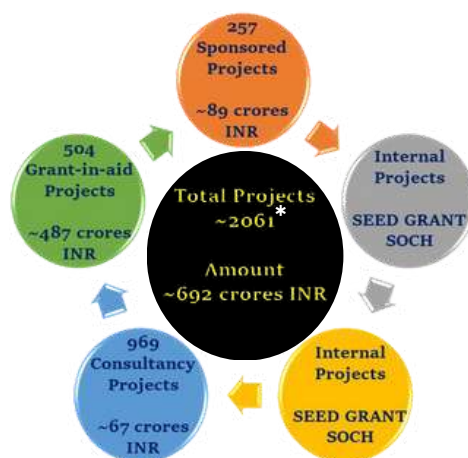 257
Sponsored
Projects
~89 crores
INR
504
Grant-in-aid
Projects
~487 crores
INR
Internal
Projects
SEED GRANT
SOCH
Total Projects
~2061*
Amount
~692 crores INR
969
Consultancy
Projects
~67 crores
INR
Internal
Projects
SEED GRANT
SOCH